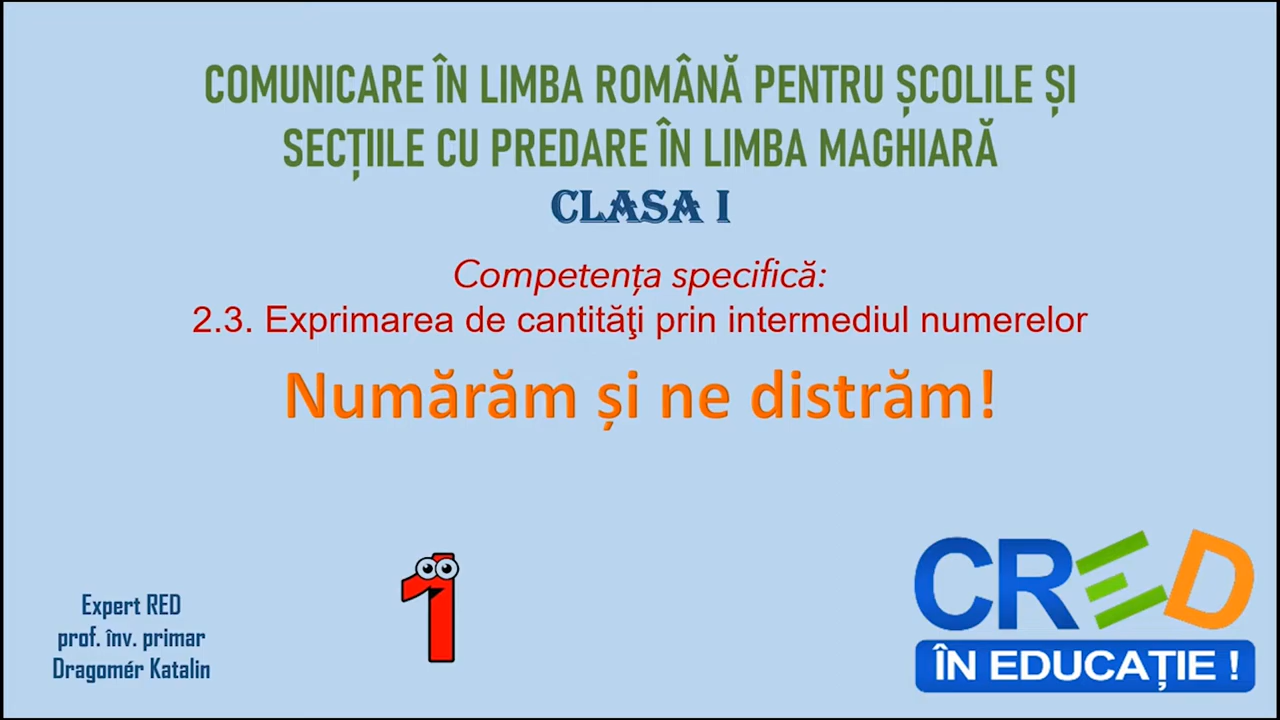 COMUNICARE ÎN LIMBA ROMÂNĂ PENTRU ȘCOLILE ȘI
SECȚIILE CU PREDARE ÎN LIMBA MAGHIARĂ
CLASA I
Competența specifică:
2.3. Exprimarea de cantităţi prin intermediul numerelor
Numărăm și ne distrăm!
1
Expert RED
prof. înv. primar
Dragomér Katalin
CRED
ÎN EDUCAȚIE !